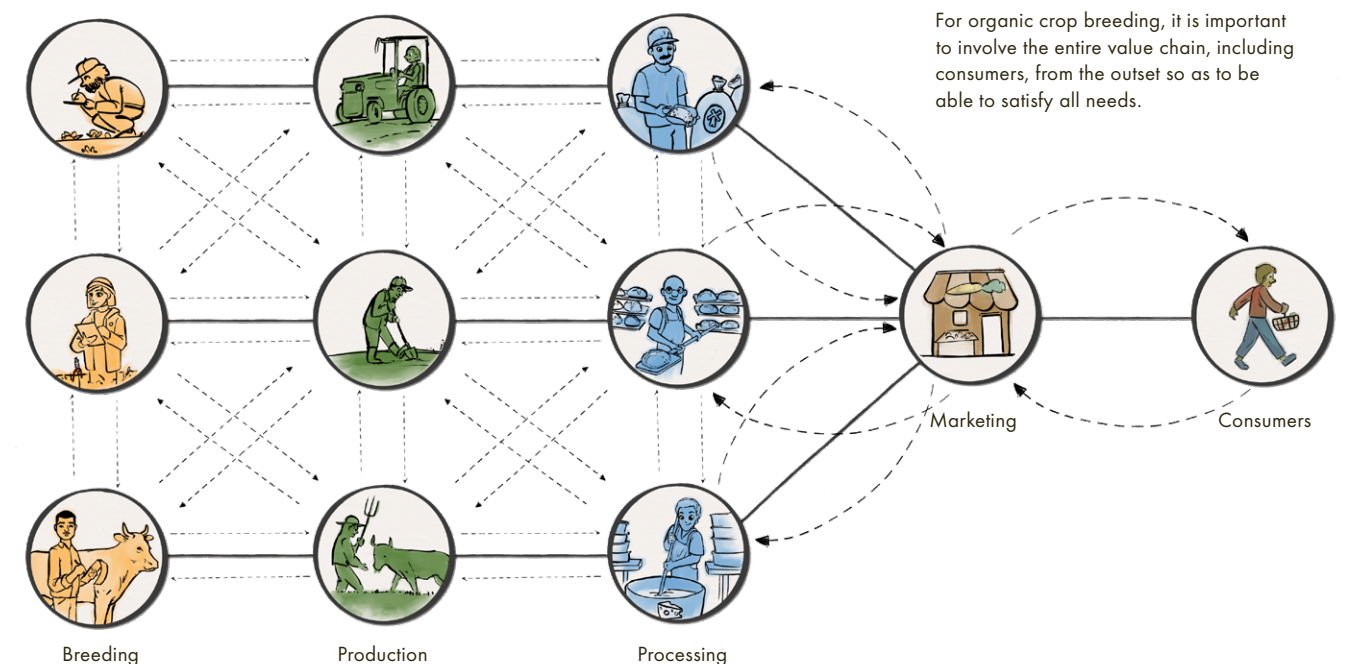 For organic crop breeding, it is important
to involve the entire value chain, including
consumers, from the outset so as to be
able to satisfy all needs.
Marketing
Consumers
Breeding
Production
Processing